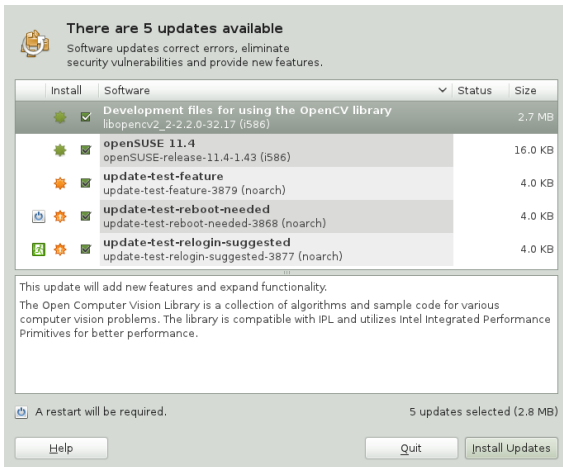 There are 5 updates available
Software updates correct errors, eliminate
security vulnerabilities and provide new features.
Install Software Status Size
Development files for using the OpenCV library
libopencv2_2-2.2.0-32.17 (i586) 2.7 MB
openSUSE 11.4
openSUSE-release-11.4-1.43 (i586) 16.0 KB
update-test-feature
update-test-feature-3879 (noarch) 4.0 KB
update-test-reboot-needed
update-test-reboot-needed-3868 (noarch) 4.0 KB
update-test-relogin-suggested
update-test-relogin-suggested-3877 (noarch) 4.0 KB
This update will add new features and expand functionality.
The Open Computer Vision Library is a collection of algorithms and sample code for various
computer vision problems. The library is compatible with IPL and utilizes Intel Integrated Performance
Primitives for better performance.
A restart will be required. 5 updates selected (2.8 MB)
Help Quit Install Updates